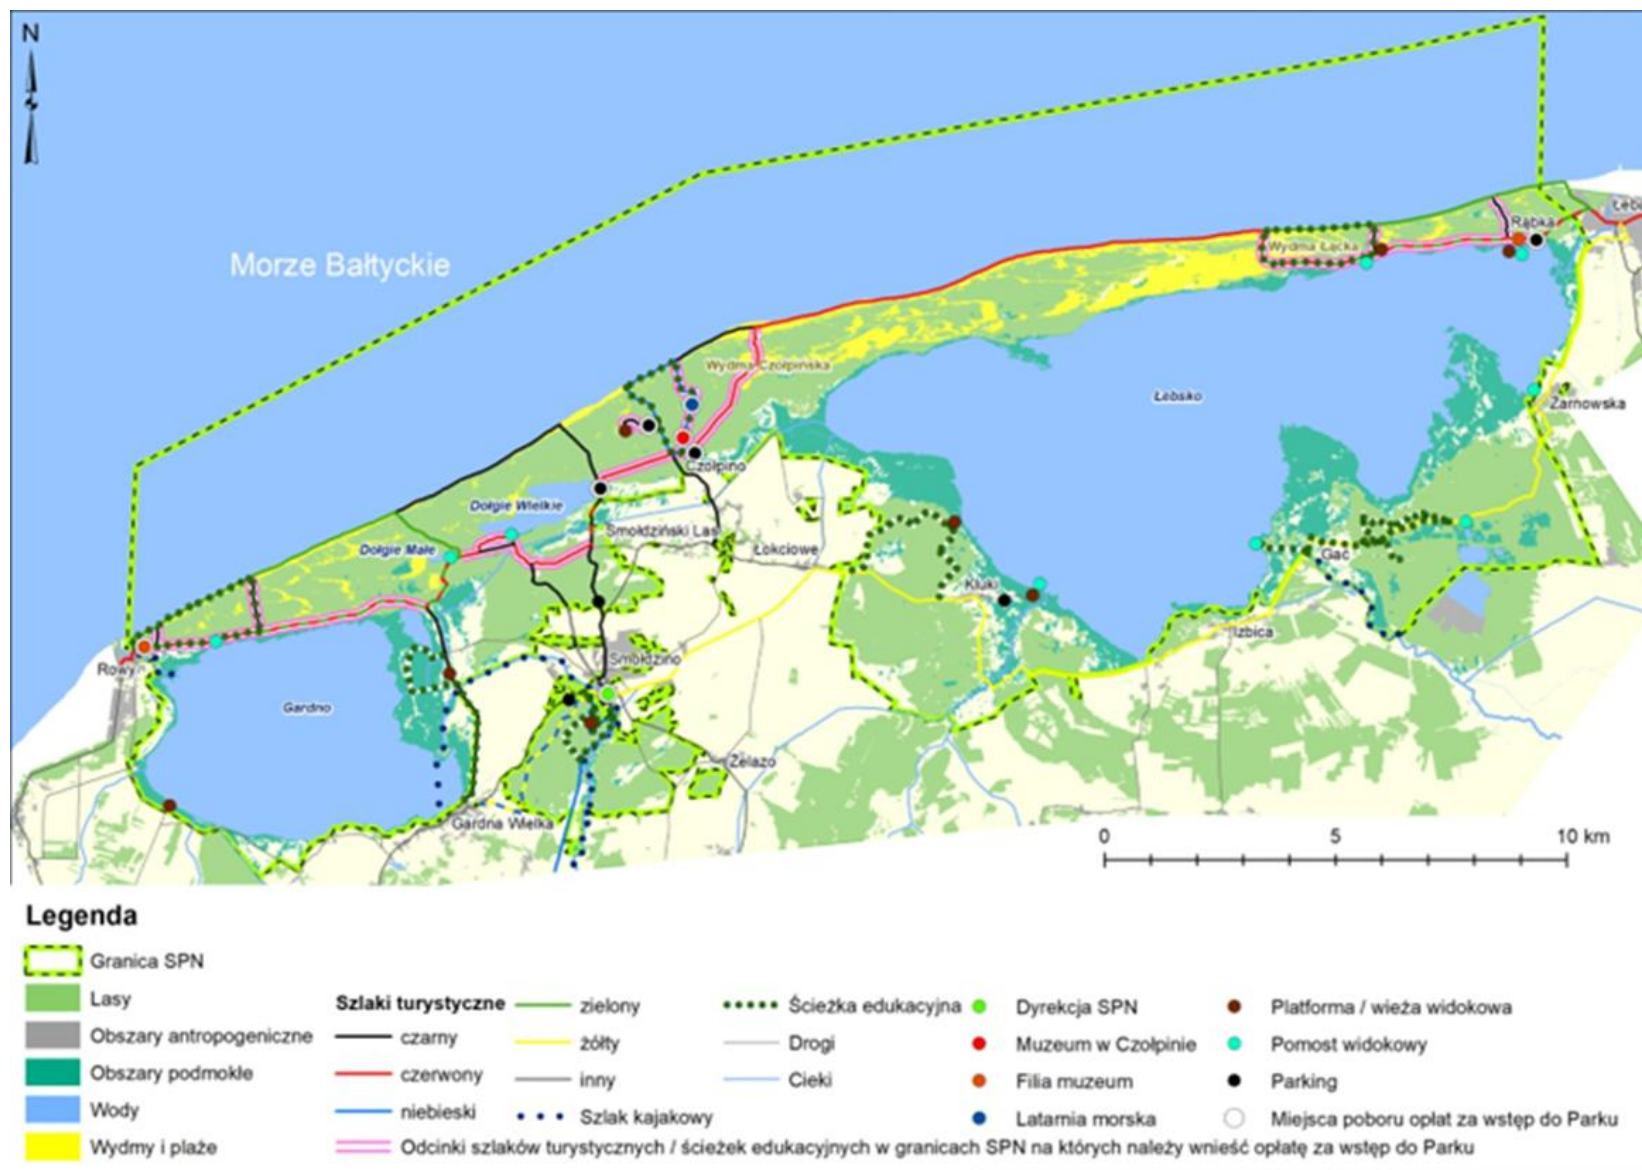 N
Morze Bałtyckie
Łeb
Rąbka
Wydma Łącka
Wydma Czołpińska
Łebsko
Żarnowska
Czołpino
Dołgie Wielkie
Smołdziński Las
Dołgie Małe
Łokciowe
Gać
Kluki
Izbica
Rowy
Smołdzino
Gardno
Żelazo
Gardna Wielka
0 5 10 km
Legenda
Granica SPN
Lasy
Obszary antropogeniczne
Obszary podmokłe
Wody
Wydmy i plaże
Szlaki turystyczne
czarny
czerwony
niebieski
zielony
żółty
inny
Szlak kajakowy
Ścieżka edukacyjna
Drogi
Cieki
Dyrekcja SPN
Muzeum w Czołpinie
Filia muzeum
Latarnia morska
Platforma / wieża widokowa
Pomost widokowy
Parking
Miejsca poboru opłat za wstęp do Parku
Odcinki szlaków turystycznych / ścieżek edukacyjnych w granicach SPN na których należy wnieść opłatę za wstęp do Parku